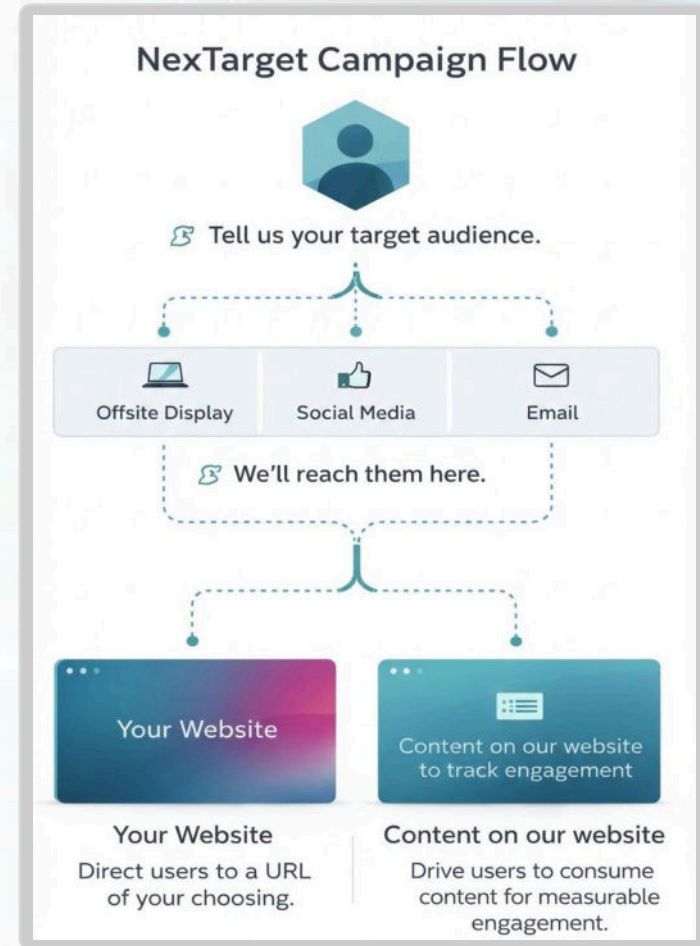 NexTarget Campaign Flow
Tell us your target audience.
Offsite Display
Social Media
Email
We'll reach them here.
Your Website
Content on our website
to track engagement
Your Website
Direct users to a URL
of your choosing.
Content on our website
Drive users to consume
content for measurable
engagement.